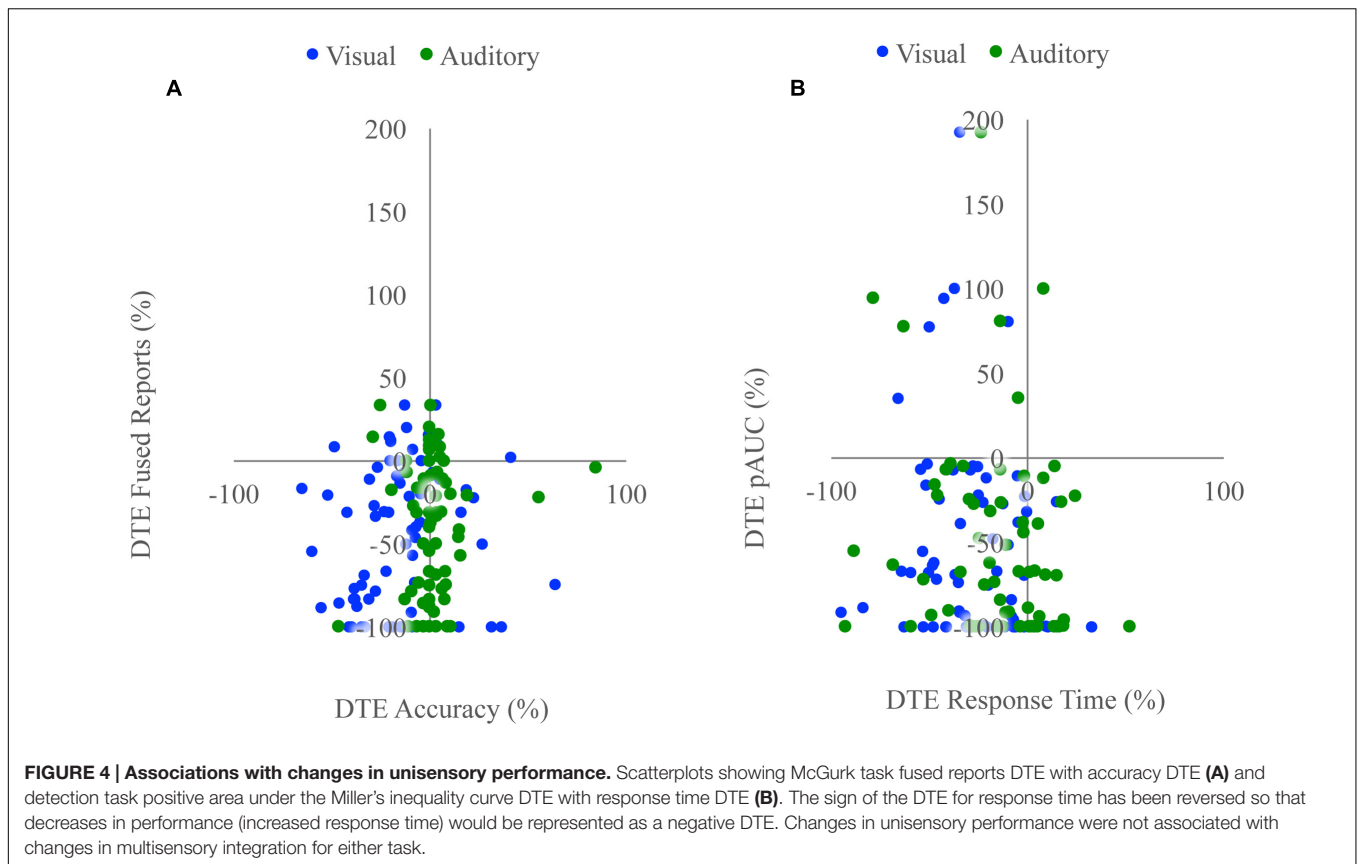 Visual Auditory
A
200
150
100
50
0
-100 0 100
-50
-100
DTE Fused Reports (%)
DTE Accuracy (%)
Visual Auditory
B
200
150
100
50
0
-100 0 100
-50
-100
DTE pAUC (%)
DTE Response Time (%)
FIGURE 4 | Associations with changes in unisensory performance. Scatterplots showing McGurk task fused reports DTE with accuracy DTE (A) and
detection task positive area under the Miller's inequality curve DTE with response time DTE (B). The sign of the DTE for response time has been reversed so that
decreases in performance (increased response time) would be represented as a negative DTE. Changes in unisensory performance were not associated with
changes in multisensory integration for either task.